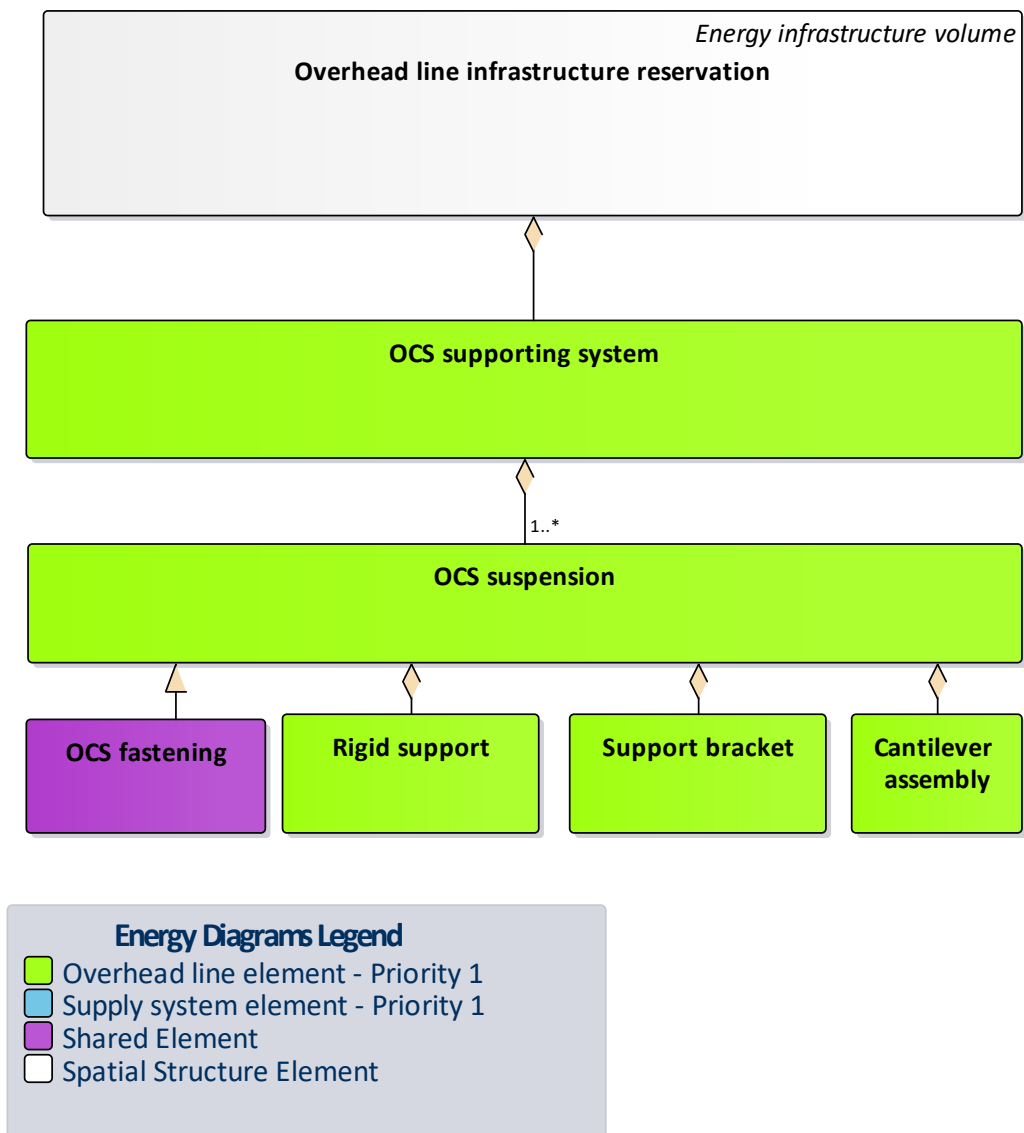 Energy infrastructure volume
Overhead line infrastructure reservation
OCS supporting system
1..*
OCS suspension
OCS fastening
Rigid support
Support bracket
Cantilever
assembly
Energy Diagrams Legend
Overhead line element - Priority 1
Supply system element - Priority 1
Shared Element
Spatial Structure Element